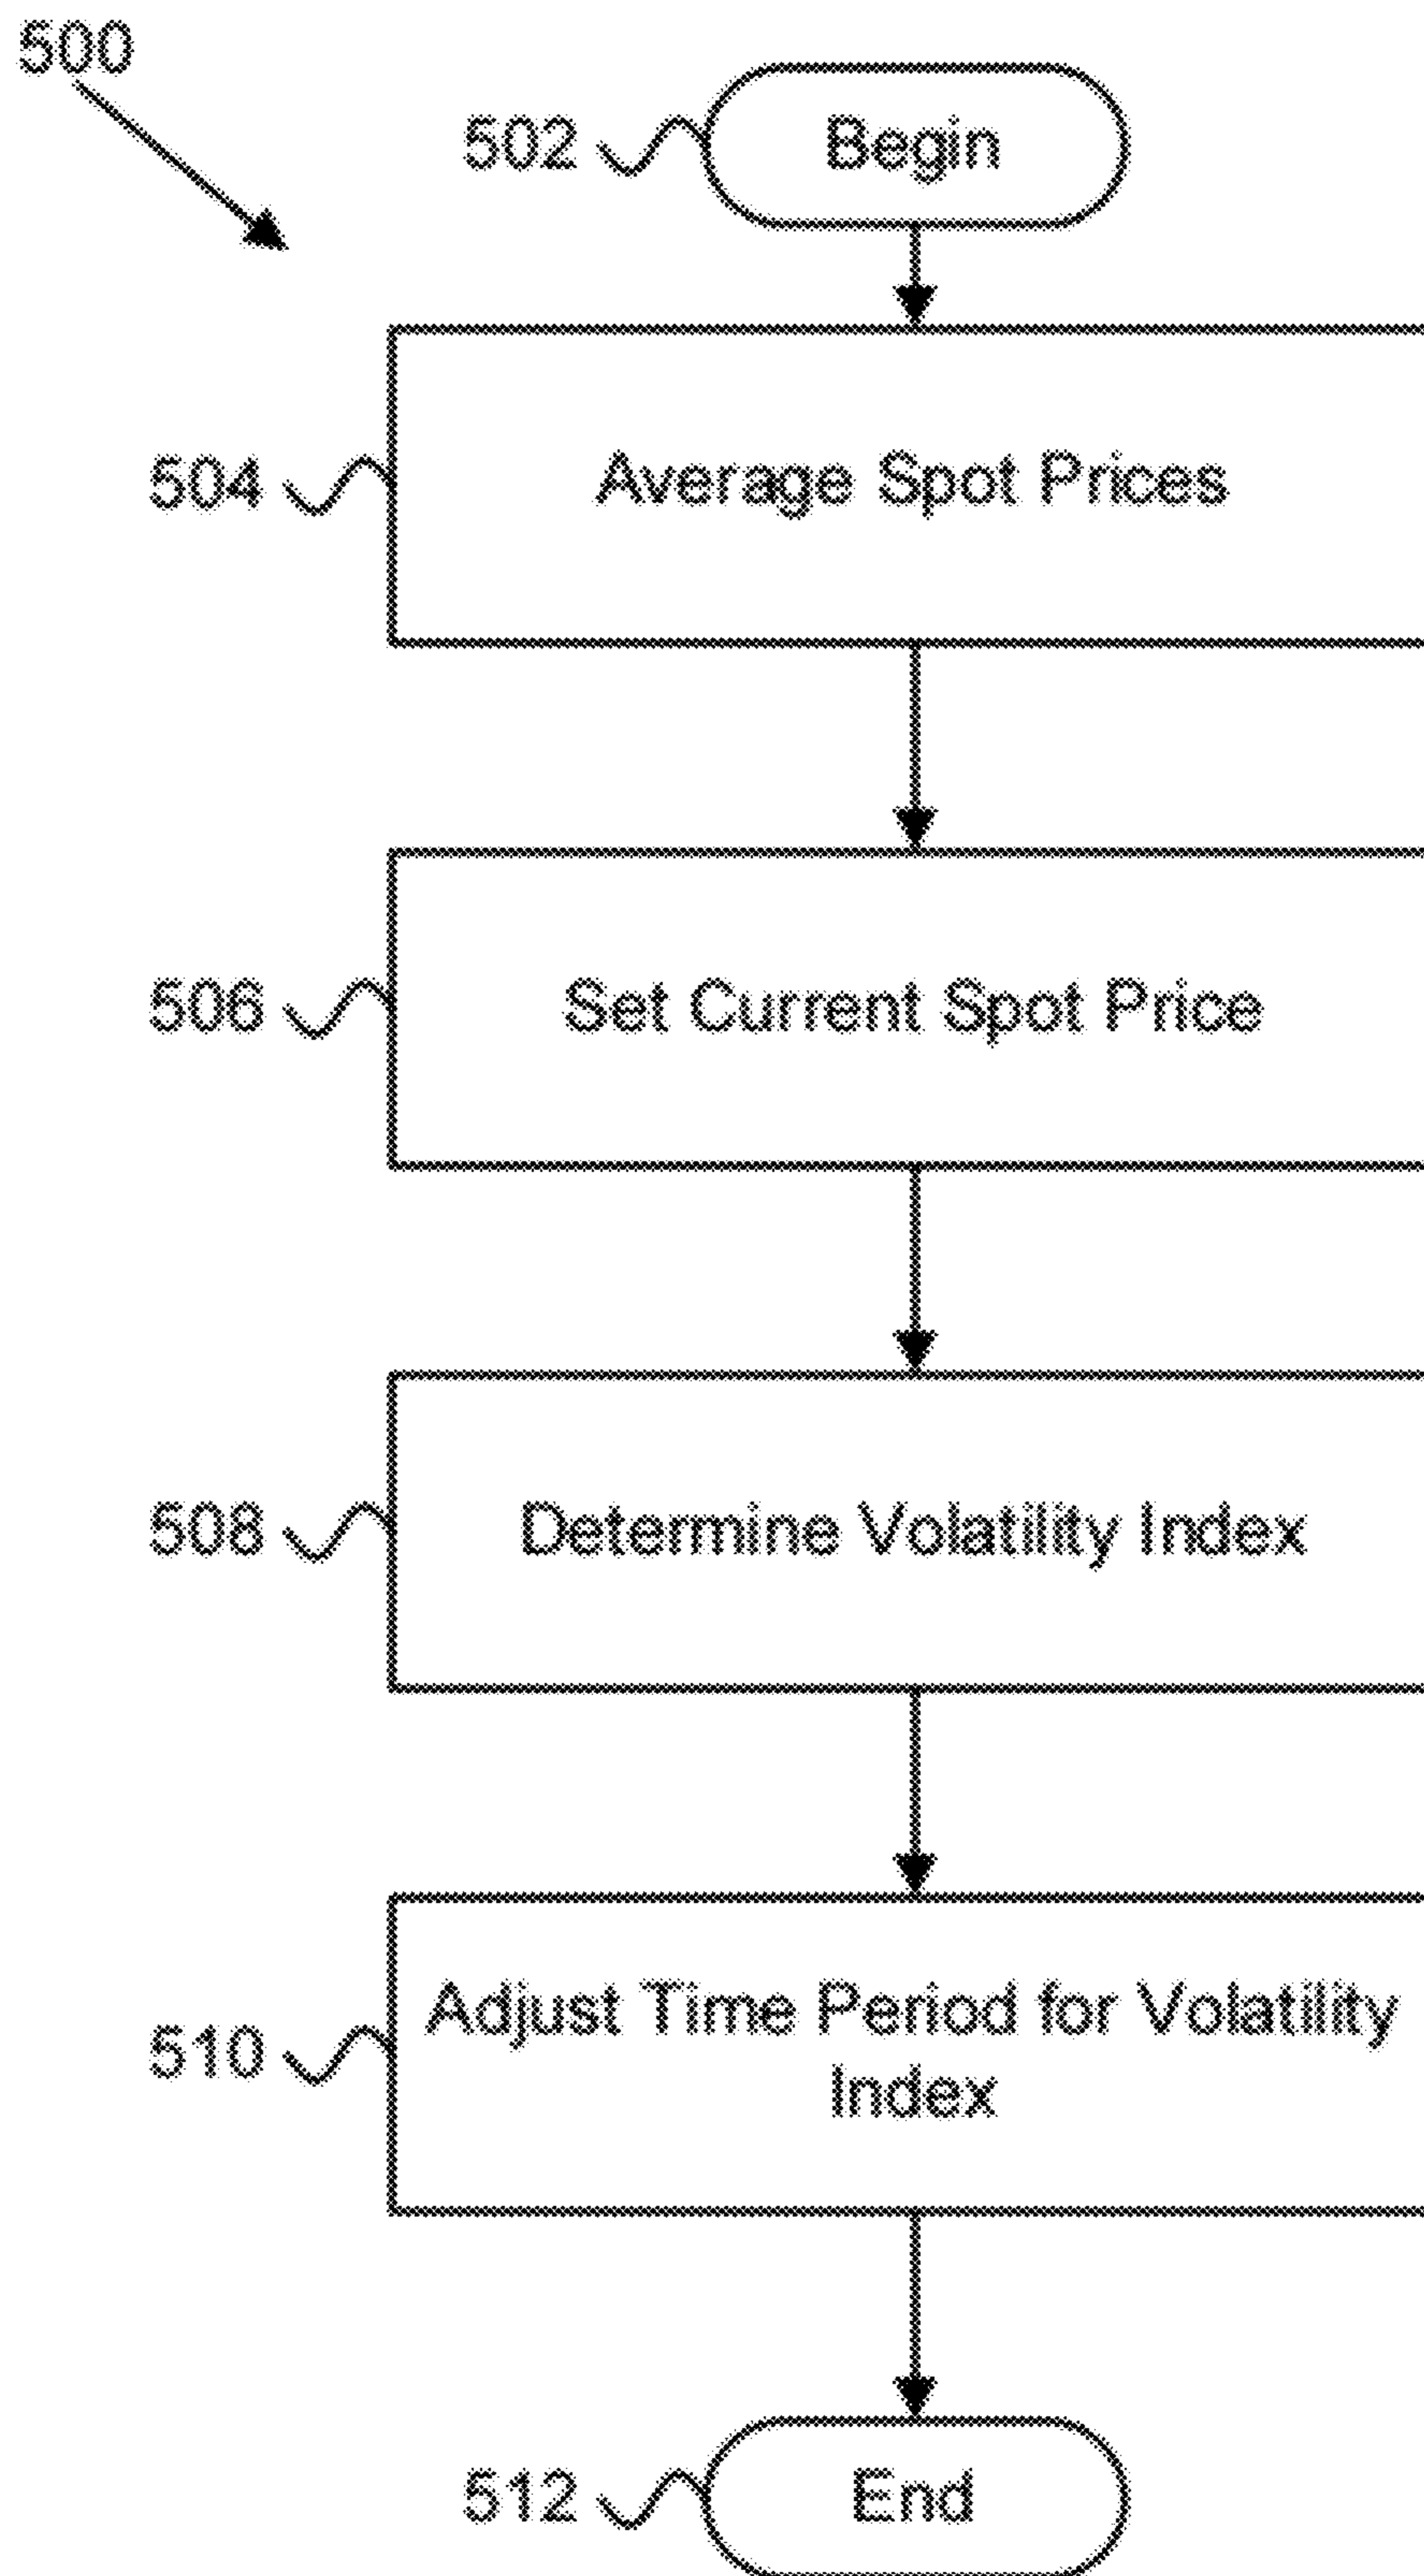 500
502 Begin
504 Average Spot Prices
506 Set Current Spot Price
508 Determine Volatility Index
510 Adjust Time Period for Volatility
Index
512 End